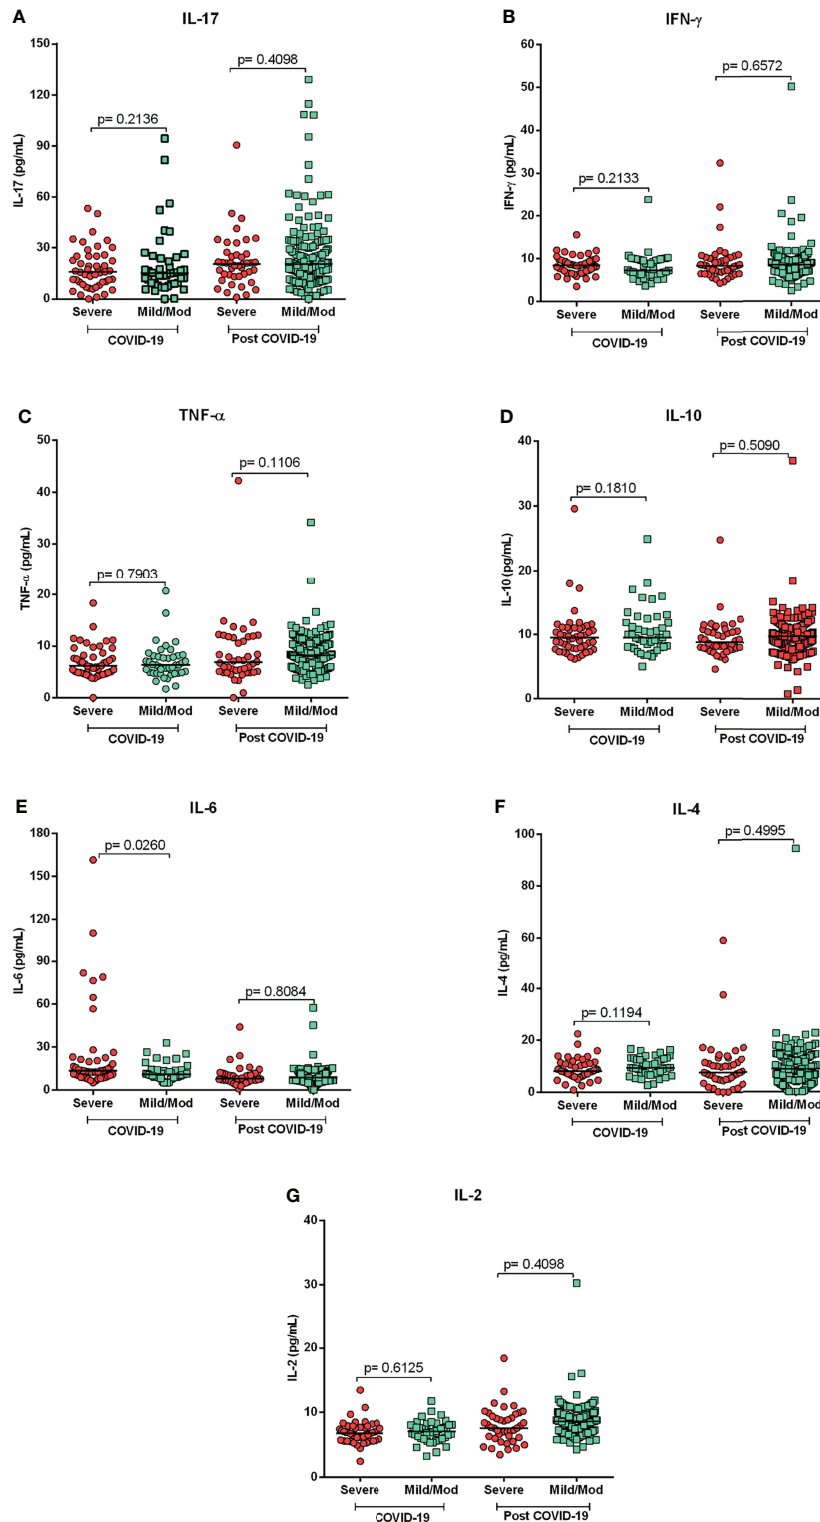 A
IL-17
p= 0.4098
p= 0.2136
IL-17 (pg/mL)
150
120
90
60
30
0
Severe Mild/Mod Severe Mild/Mod
COVID-19 Post COVID-19
B
IFN-γ
p= 0.6572
p= 0.2133
IFN-γ (pg/mL)
60
50
40
30
20
10
0
Severe Mild/Mod Severe Mild/Mod
COVID-19 Post COVID-19
C
TNF-α
p= 0.1106
p= 0.7903
TNF-α (pg/mL)
50
40
30
20
10
0
Severe Mild/Mod Severe Mild/Mod
COVID-19 Post COVID-19
D
IL-10
p= 0.5090
p= 0.1810
IL-10 (pg/mL)
40
30
20
10
0
Severe Mild/Mod Severe Mild/Mod
COVID-19 Post COVID-19
E
IL-6
p= 0.0260
p= 0.8084
IL-6 (pg/mL)
180
150
120
90
60
30
0
Severe Mild/Mod Severe Mild/Mod
COVID-19 Post COVID-19
F
IL-4
p= 0.4995
p= 0.1194
IL-4 (pg/mL)
100
80
60
40
20
0
Severe Mild/Mod Severe Mild/Mod
COVID-19 Post COVID-19
G
IL-2
p= 0.4098
p= 0.6125
IL-2 (pg/mL)
40
30
20
10
0
Severe Mild/Mod Severe Mild/Mod
COVID-19 Post COVID-19